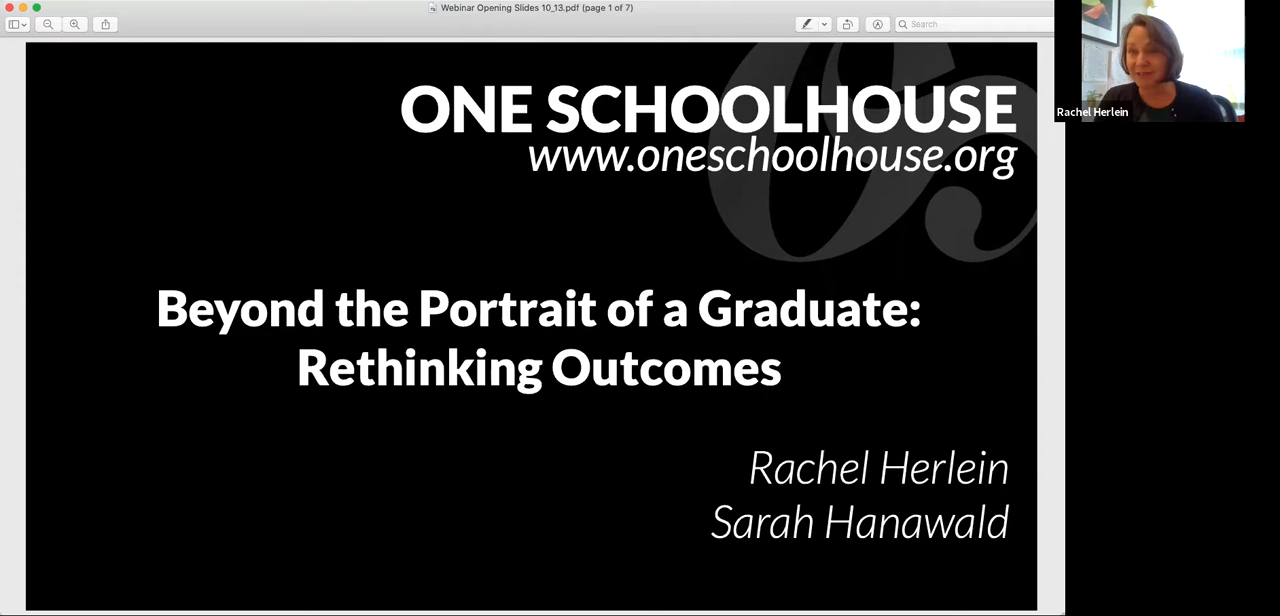 Webinar Opening Slides 10_13.pdf (page 1 of 7)
Search
ONE SCHOOLHOUSE
www.oneschoolhouse.org
Beyond the Portrait of a Graduate:
Rethinking Outcomes
Rachel Herlein
Sarah Hanawald
Rachel Herlein